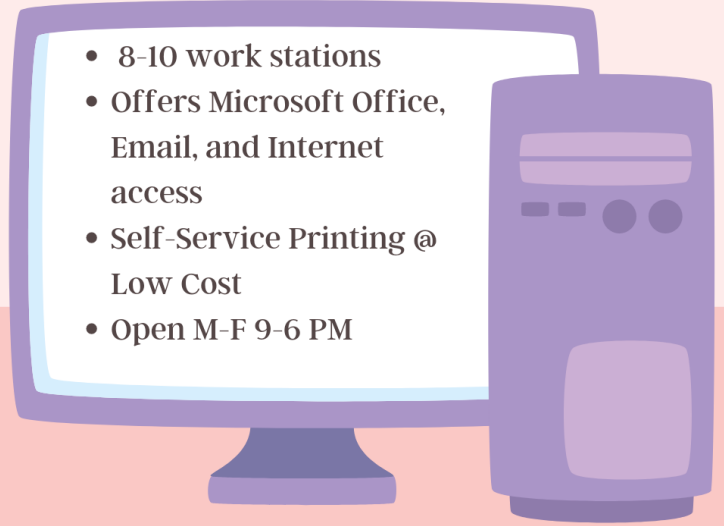 • 8-10 work stations
• Offers Microsoft Office,
Email, and Internet
access
• Self-Service Printing @
Low Cost
• Open M-F 9-6 PM